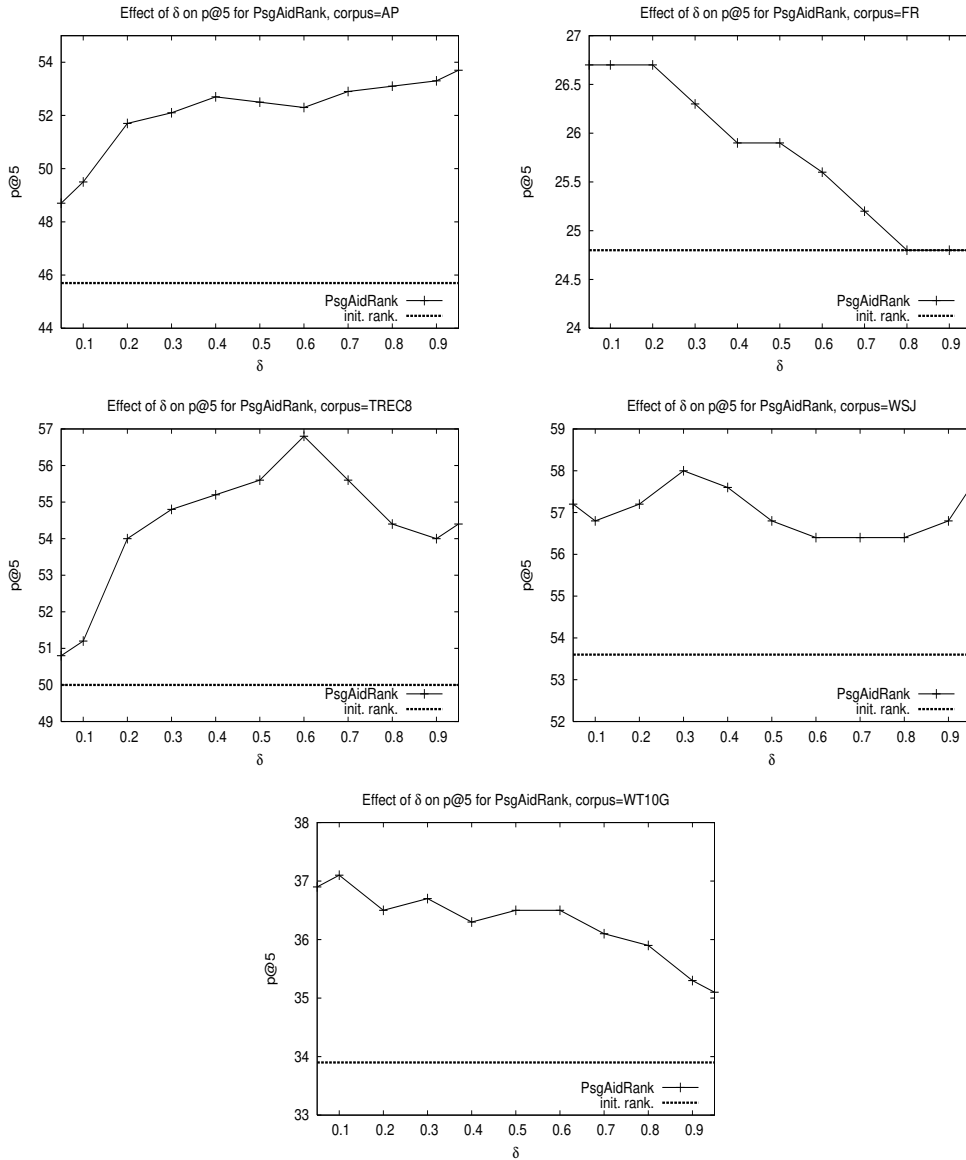 Effect of δ on p@5 for PsgAidRank, corpus=AP
54
52
50
48
46
44
p@5
PsgAidRank
init. rank.
0.1 0.2 0.3 0.4 0.5 0.6 0.7 0.8 0.9
δ
Effect of δ on p@5 for PsgAidRank, corpus=FR
27
26.5
26
25.5
25
24.5
24
p@5
PsgAidRank
init. rank.
0.1 0.2 0.3 0.4 0.5 0.6 0.7 0.8 0.9
δ
Effect of δ on p@5 for PsgAidRank, corpus=TREC8
57
56
55
54
53
52
51
50
49
p@5
PsgAidRank
init. rank.
0.1 0.2 0.3 0.4 0.5 0.6 0.7 0.8 0.9
δ
Effect of δ on p@5 for PsgAidRank, corpus=WSJ
59
58
57
56
55
54
53
52
p@5
PsgAidRank
init. rank.
0.1 0.2 0.3 0.4 0.5 0.6 0.7 0.8 0.9
δ
Effect of δ on p@5 for PsgAidRank, corpus=WT10G
38
37
36
35
34
33
p@5
PsgAidRank
init. rank.
0.1 0.2 0.3 0.4 0.5 0.6 0.7 0.8 0.9
δ